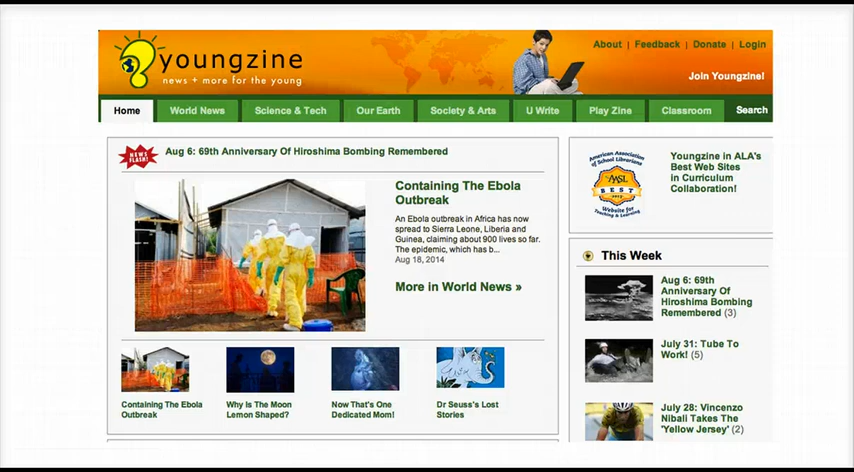 youngzine
news + more for the young
About | Feedback | Donate | Login
Join Youngzine!
Home World News Science & Tech Our Earth Society & Arts U Write Play Zine Classroom Search
NEWS FLASH!
Aug 6: 69th Anniversary Of Hiroshima Bombing Remembered
Containing The Ebola
Outbreak
An Ebola outbreak in Africa has now
spread to Sierra Leone, Liberia and
Guinea, claiming about 900 lives so far.
The epidemic, which has b...
Aug 18, 2014
More in World News »
Containing The Ebola
Outbreak
Why Is The Moon
Lemon Shaped?
Now That's One
Dedicated Mom!
Dr Seuss's Lost
Stories
American Association
of School Librarians
AASL
BEST
Website for
Teaching & Learning
Youngzine in ALA's
Best Web Sites
in Curriculum
Collaboration!
This Week
Aug 6: 69th
Anniversary Of
Hiroshima Bombing
Remembered (3)
July 31: Tube To
Work! (5)
July 28: Vincenzo
Nibali Takes The
'Yellow Jersey' (2)